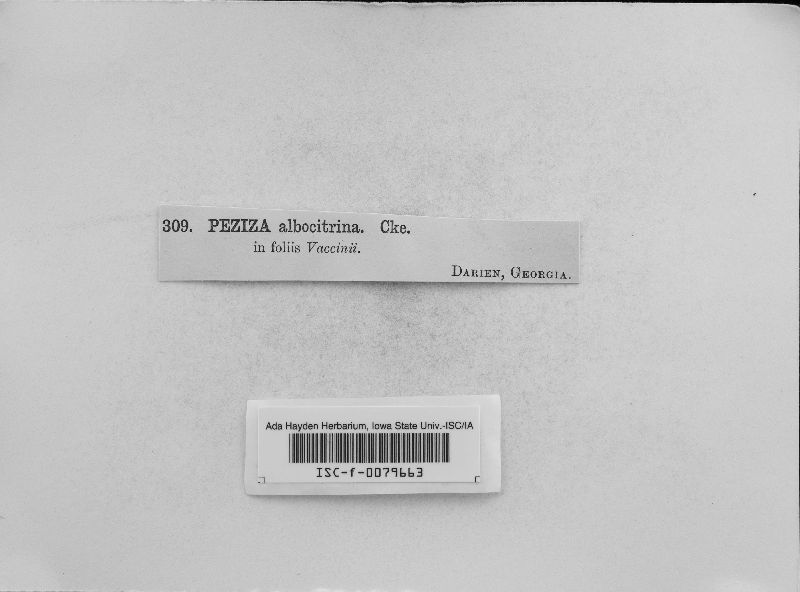 309. PEZIZA albocitrina. Cke.
in foliis Vaccinii.
DARIEN, GEORGIA.
Ada Hayden Herbarium, Iowa State Univ.-ISC/IA
ISC-f-0079663